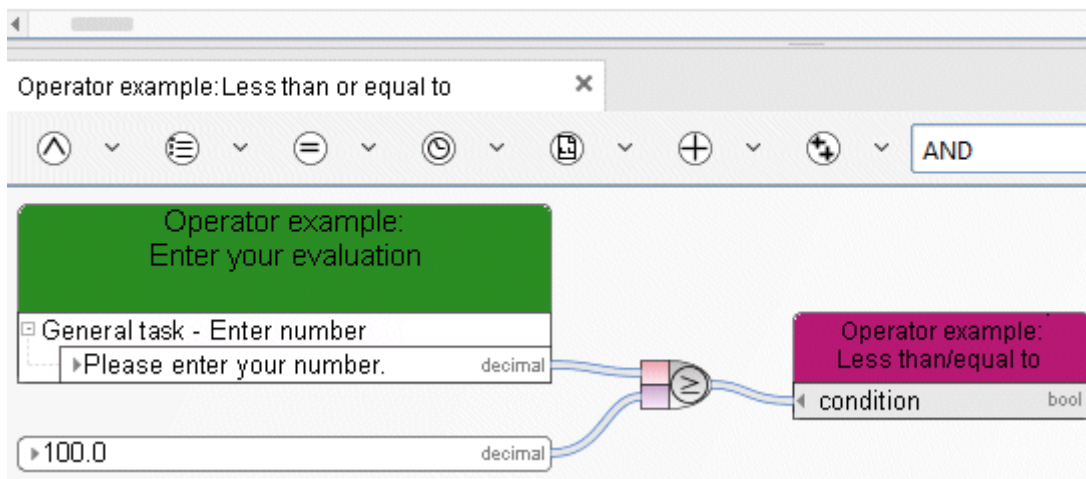 Operator example:Less than or equal to
AND
Operator example:
Enter your evaluation
General task - Enter number
Please enter your number. decimal
100.0 decimal
≥
Operator example:
Less than/equal to
condition bool